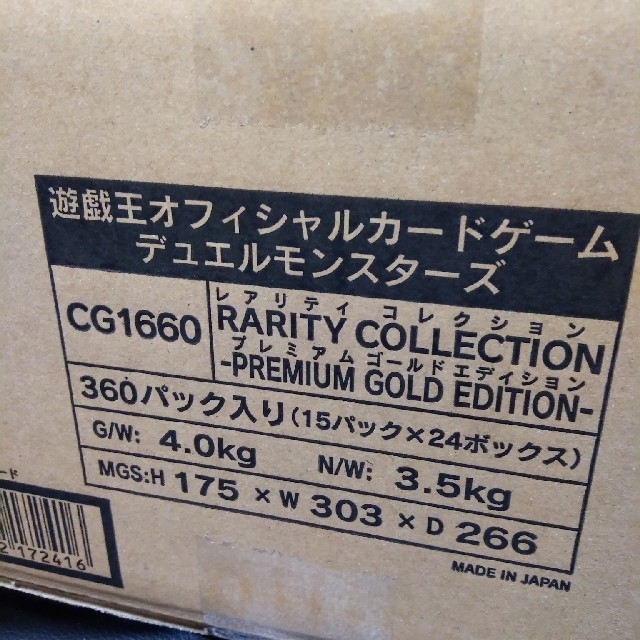 遊戯王オフィシャルカードゲーム
デュエルモンスターズ
CG1660
レアリティ コレクション
RARITY COLLECTION
プレミアムゴールドエディション
-PREMIUM GOLD EDITION-
360パック入り(15パック×24ボックス)
G/W: 4.0kg N/W: 3.5kg
MGS:H 175 × W 303 × D 266
MADE IN JAPAN
ード
172416